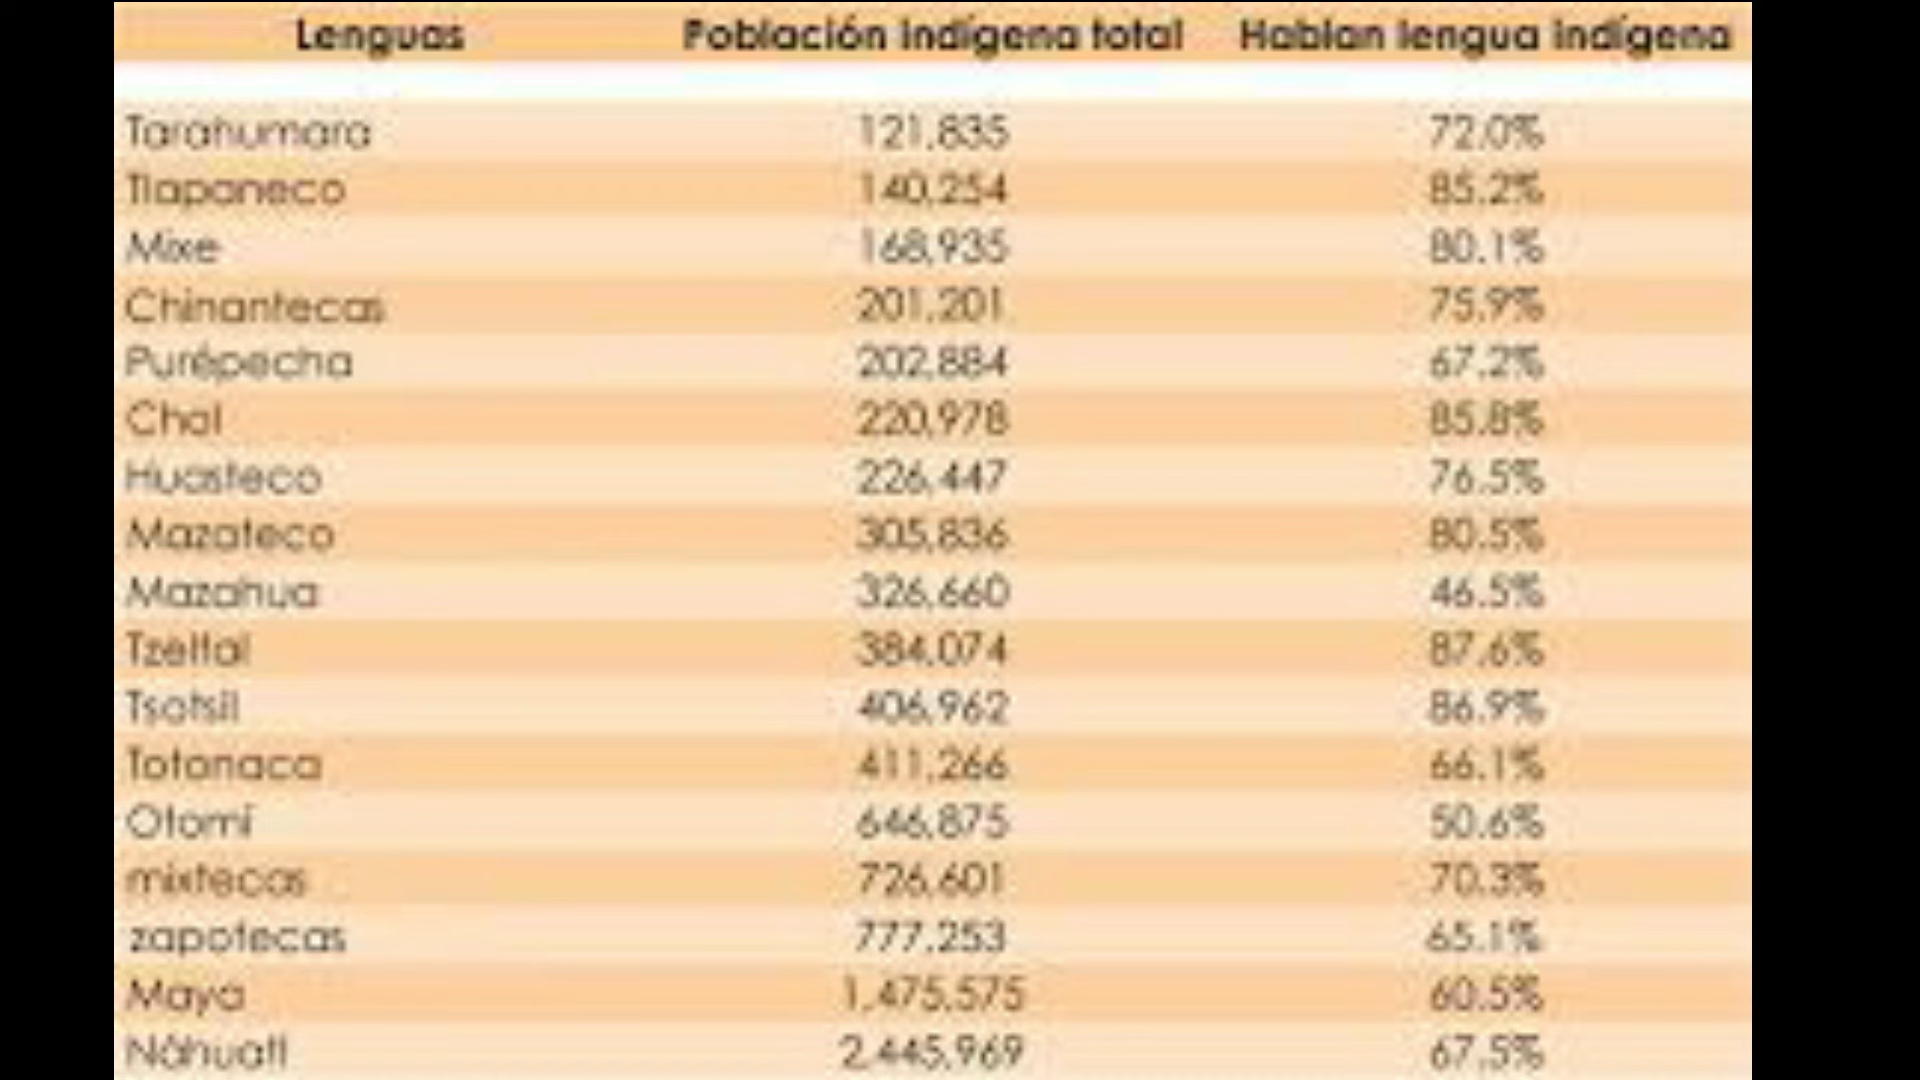 Lenguas Población indígena total Hablan lengua indígena
Tarahumara 121,835 72.0%
Tlapaneco 140,254 85.2%
Mixe 168,935 80.1%
Chinantecas 201,201 75.9%
Purépecha 202,884 67.2%
Chol 220,978 85.8%
Huasteco 226,447 76.5%
Mazateco 305,836 80.5%
Mazahua 326,660 46.5%
Tzeltal 384,074 87.6%
Tsotsil 406,962 86.9%
Totonaca 411,266 66.1%
Otomí 646,875 50.6%
mixtecas 726,601 70.3%
zapotecas 777,253 65.1%
Maya 1,475,575 60.5%
Náhuatl 2,445,969 67.5%